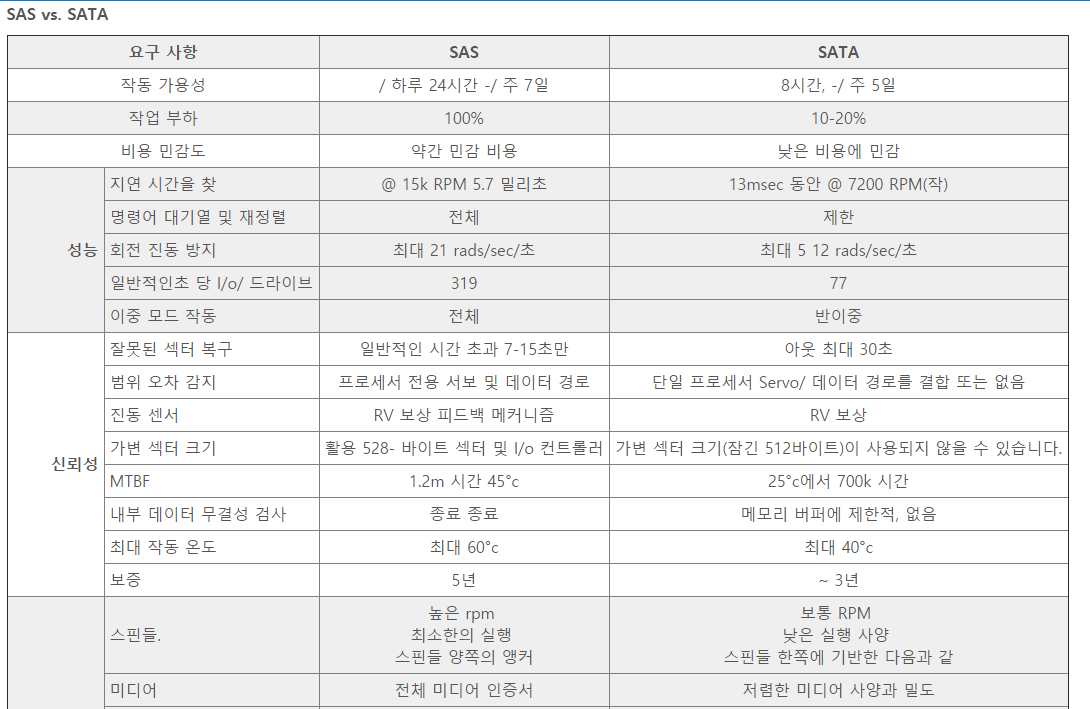 SAS vs. SATA
요구 사항 SAS SATA
작동 가용성 / 하루 24시간 -/ 주 7일 8시간, -/ 주 5일
작업 부하 100% 10-20%
비용 민감도 약간 민감 비용 낮은 비용에 민감
지연 시간을 찾 @ 15k RPM 5.7 밀리초 13msec 동안 @ 7200 RPM(작)
명령어 대기열 및 재정렬 전체 제한
성능 회전 진동 방지 최대 21 rads/sec/초 최대 5 12 rads/sec/초
일반적인초 당 I/o/ 드라이브 319 77
이중 모드 작동 전체 반이중
잘못된 섹터 복구 일반적인 시간 초과 7-15초만 아웃 최대 30초
범위 오차 감지 프로세서 전용 서보 및 데이터 경로 단일 프로세서 Servo/ 데이터 경로를 결합 또는 없음
진동 센서 RV 보상 피드백 메커니즘 RV 보상
가변 섹터 크기 활용 528- 바이트 섹터 및 I/o 컨트롤러 가변 섹터 크기(잠긴 512바이트)이 사용되지 않을 수 있습니다.
신뢰성
MTBF 1.2m 시간 45°c 25°c에서 700k 시간
내부 데이터 무결성 검사 종료 종료 메모리 버퍼에 제한적, 없음
최대 작동 온도 최대 60°c 최대 40°c
보증 5년 ~ 3년
높은 rpm 보통 RPM
스핀들. 최소한의 실행 낮은 실행 사양
스핀들 양쪽의 앵커 스핀들 한쪽에 기반한 다음과 같
미디어 전체 미디어 인증서 저렴한 미디어 사양과 밀도